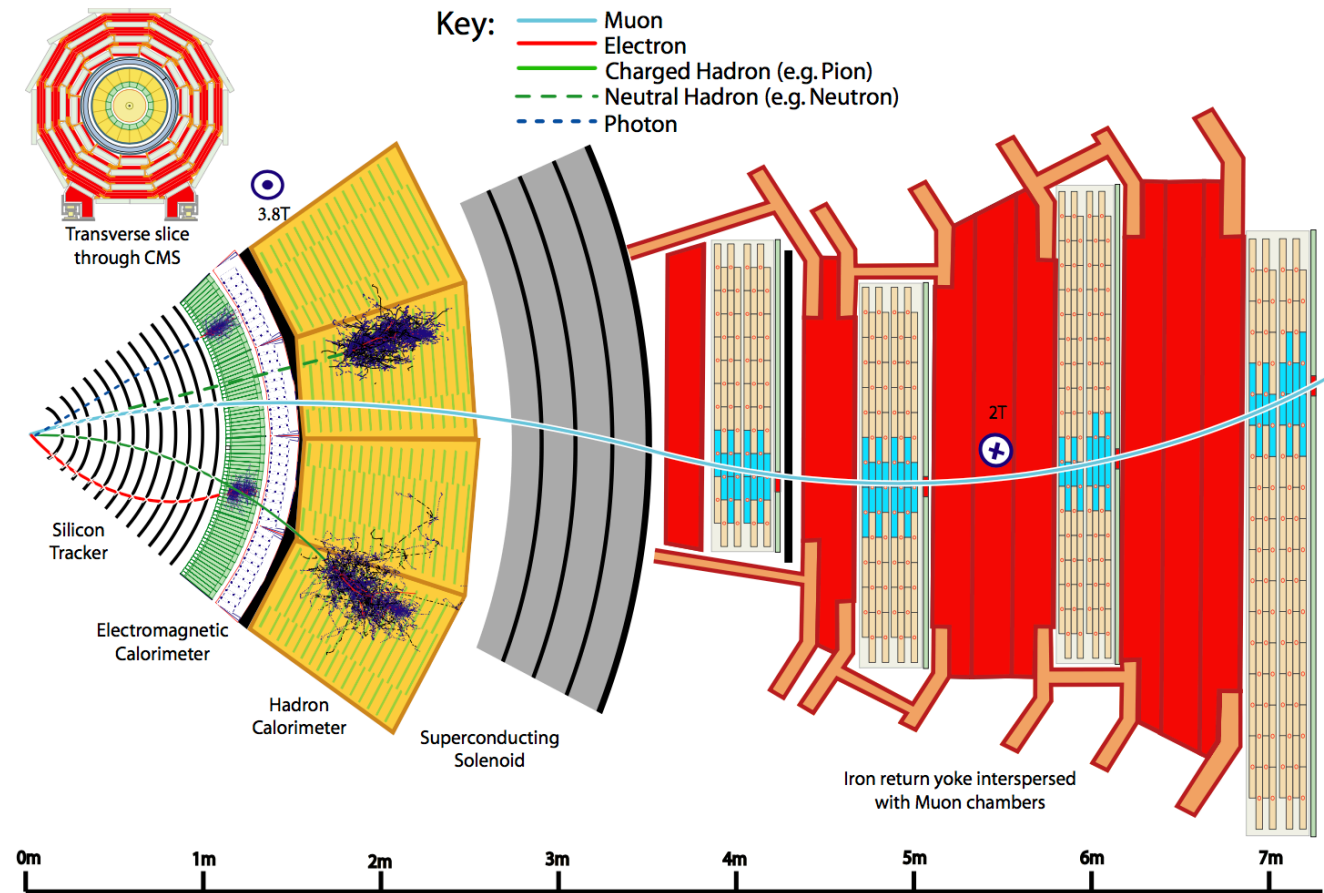 Key:
Muon
Electron
Charged Hadron (e.g. Pion)
Neutral Hadron (e.g. Neutron)
Photon
Transverse slice
through CMS
3.8T
2T
Silicon
Tracker
Electromagnetic
Calorimeter
Hadron
Calorimeter
Superconducting
Solenoid
Iron return yoke interspersed
with Muon chambers
0m 1m 2m 3m 4m 5m 6m 7m